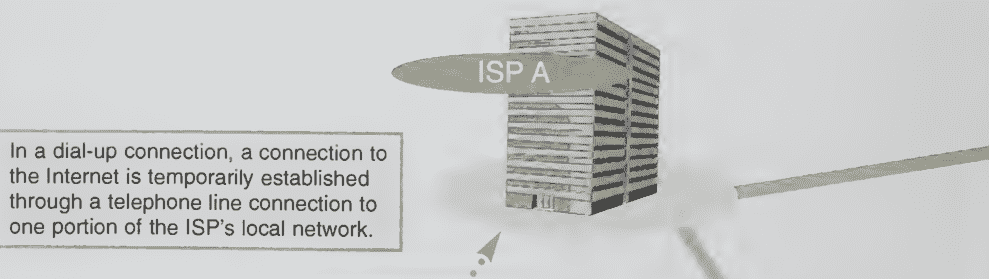 ISP A
In a dial-up connection, a connection to
the Internet is temporarily established
through a telephone line connection to
one portion of the ISP's local network.